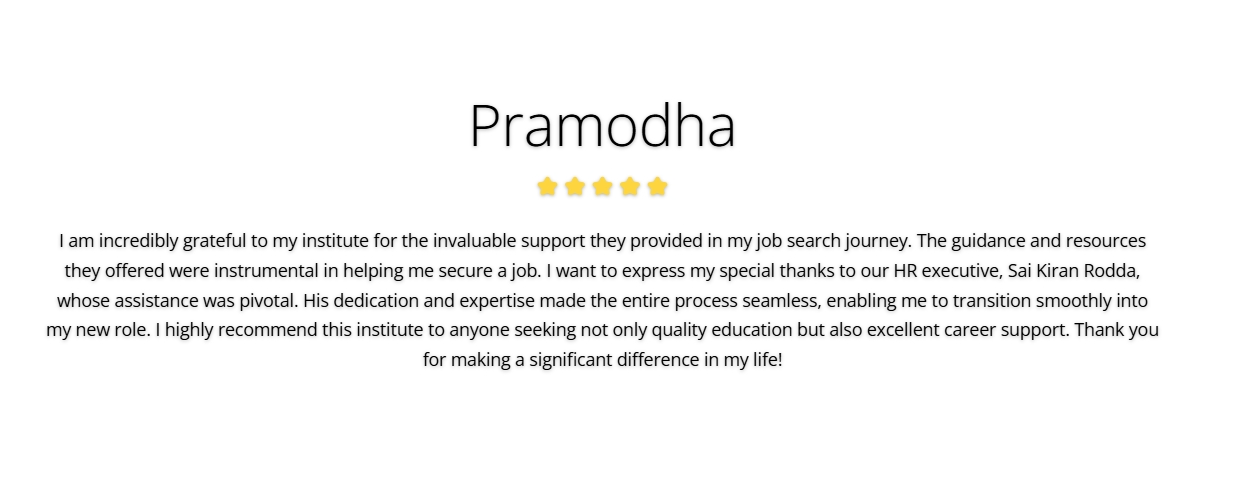 Pramodha
I am incredibly grateful to my institute for the invaluable support they provided in my job search journey. The guidance and resources
they offered were instrumental in helping me secure a job. I want to express my special thanks to our HR executive, Sai Kiran Rodda,
whose assistance was pivotal. His dedication and expertise made the entire process seamless, enabling me to transition smoothly into
my new role. I highly recommend this institute to anyone seeking not only quality education but also excellent career support. Thank you
for making a significant difference in my life!